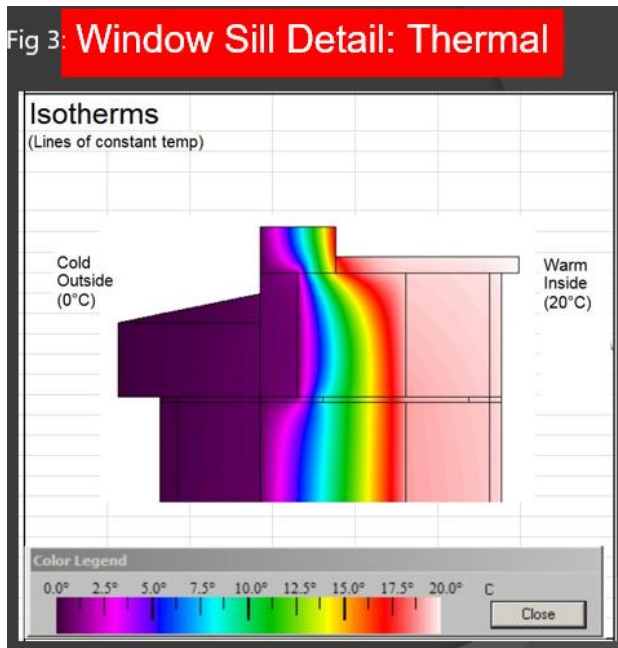 Fig 3: Window Sill Detail: Thermal
Isotherms
(Lines of constant temp)
Cold
Outside
(0°C)
Warm
Inside
(20°C)
Color Legend
0.0° 2.5° 5.0° 7.5° 10.0° 12.5° 15.0° 17.5° 20.0° C
Close